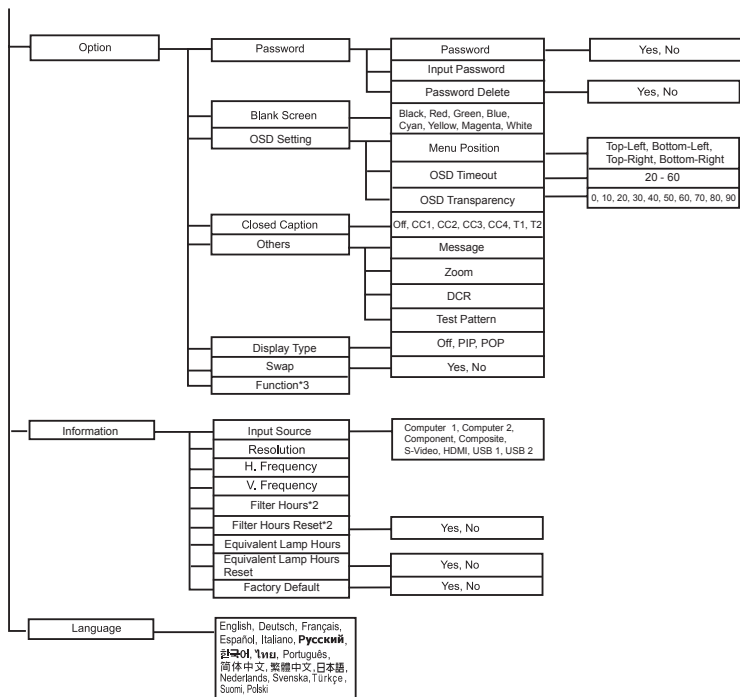 Option
Password
Password
Yes, No
Input Password
Password Delete
Yes, No
Blank Screen
Black, Red, Green, Blue,
Cyan, Yellow, Magenta, White
OSD Setting
Menu Position
Top-Left, Bottom-Left,
Top-Right, Bottom-Right
OSD Timeout
20 - 60
OSD Transparency
0, 10, 20, 30, 40, 50, 60, 70, 80, 90
Closed Caption
Off, CC1, CC2, CC3, CC4, T1, T2
Others
Message
Zoom
DCR
Test Pattern
Display Type
Off, PIP, POP
Swap
Yes, No
Function*3
Information
Input Source
Computer 1, Computer 2,
Component, Composite,
S-Video, HDMI, USB 1, USB 2
Resolution
H. Frequency
V. Frequency
Filter Hours*2
Filter Hours Reset*2
Yes, No
Equivalent Lamp Hours
Equivalent Lamp Hours
Reset
Yes, No
Factory Default
Yes, No
Language
English, Deutsch, Français,
Español, Italiano, Русский,
한국어, ไทย, Português,
简体中文, 繁體中文, 日本語,
Nederlands, Svenska, Türkçe,
Suomi, Polski